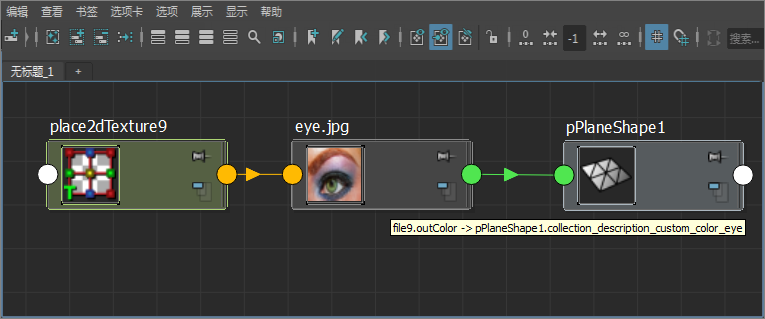 编辑 查看 书签 选项卡 选项 展示 显示 帮助
0 -1 ∞ 搜索...
无标题_1 +
place2dTexture9 eye.jpg pPlaneShape1
T
file9.outColor -> pPlaneShape1.collection_description_custom_color_eye